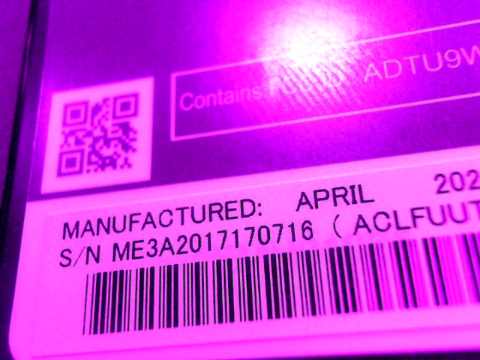 Contains FCC ID ADTU9W
MANUFACTURED: APRIL 202
S/N ME3A2017170716 ( ACLFUUT